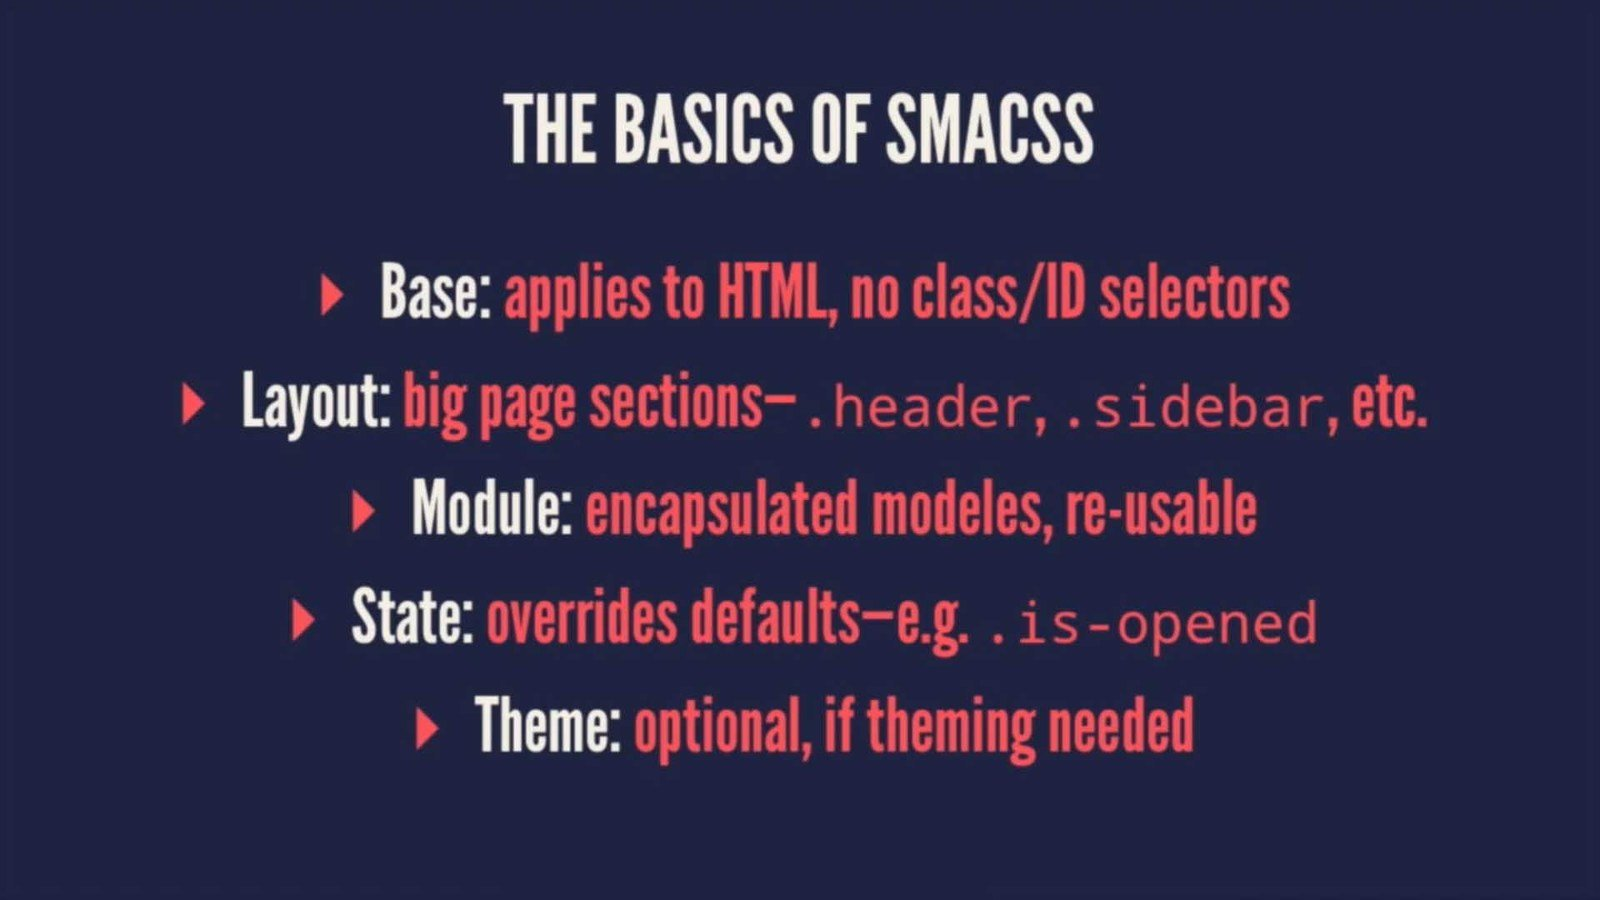 THE BASICS OF SMACSS
Base: applies to HTML, no class/ID selectors
Layout: big page sections—.header, .sidebar, etc.
Module: encapsulated modeles, re-usable
State: overrides defaults—e.g. .is-opened
Theme: optional, if theming needed